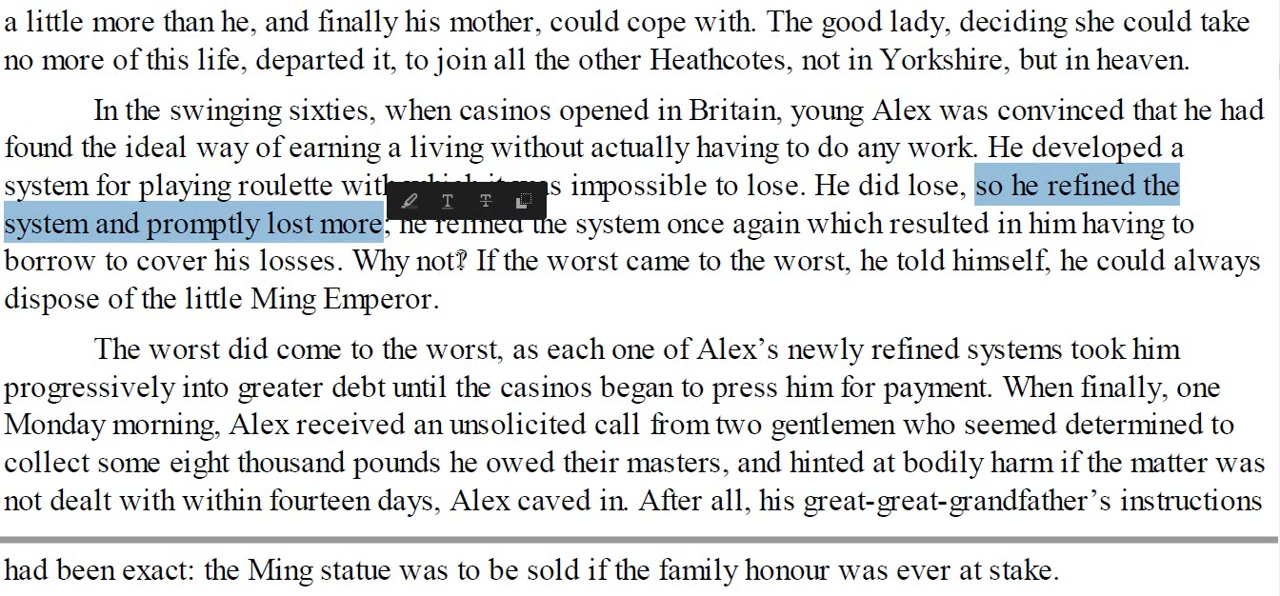 a little more than he, and finally his mother, could cope with. The good lady, deciding she could take
no more of this life, departed it, to join all the other Heathcotes, not in Yorkshire, but in heaven.
In the swinging sixties, when casinos opened in Britain, young Alex was convinced that he had
found the ideal way of earning a living without actually having to do any work. He developed a
system for playing roulette with which it was impossible to lose. He did lose, so he refined the
system and promptly lost more; he refined the system once again which resulted in him having to
borrow to cover his losses. Why not? If the worst came to the worst, he told himself, he could always
dispose of the little Ming Emperor.
The worst did come to the worst, as each one of Alex’s newly refined systems took him
progressively into greater debt until the casinos began to press him for payment. When finally, one
Monday morning, Alex received an unsolicited call from two gentlemen who seemed determined to
collect some eight thousand pounds he owed their masters, and hinted at bodily harm if the matter was
not dealt with within fourteen days, Alex caved in. After all, his great-great-grandfather’s instructions
had been exact: the Ming statue was to be sold if the family honour was ever at stake.